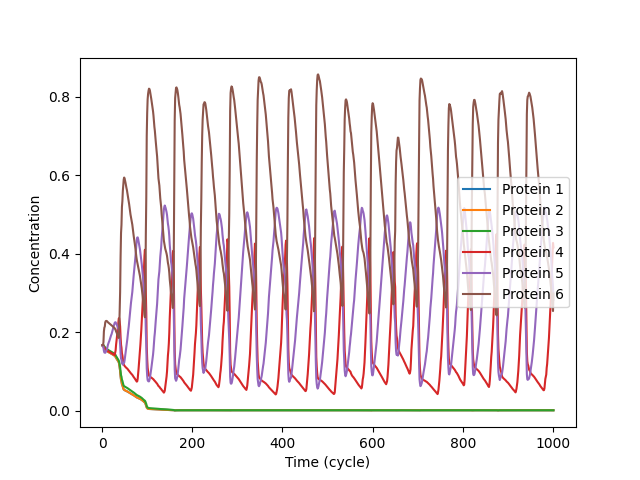 0.8
0.6
0.4
0.2
0.0
Concentration
0
200
400
600
800
1000
Time (cycle)
Protein 1
Protein 2
Protein 3
Protein 4
Protein 5
Protein 6